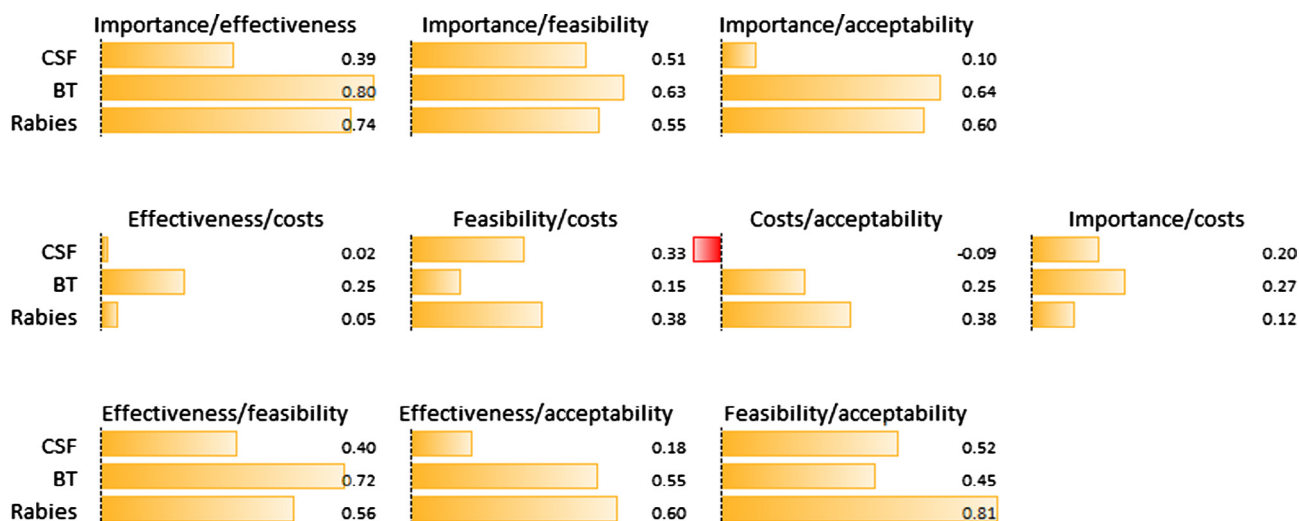 Importance/effectiveness Importance/feasibility Importance/acceptability
CSF 0.39 0.51 0.10
BT 0.80 0.63 0.64
Rabies 0.74 0.55 0.60
Effectiveness/costs Feasibility/costs Costs/acceptability Importance/costs
CSF 0.02 0.33 -0.09 0.20
BT 0.25 0.15 0.25 0.27
Rabies 0.05 0.38 0.38 0.12
Effectiveness/feasibility Effectiveness/acceptability Feasibility/acceptability
CSF 0.40 0.18 0.52
BT 0.72 0.55 0.45
Rabies 0.56 0.60 0.81